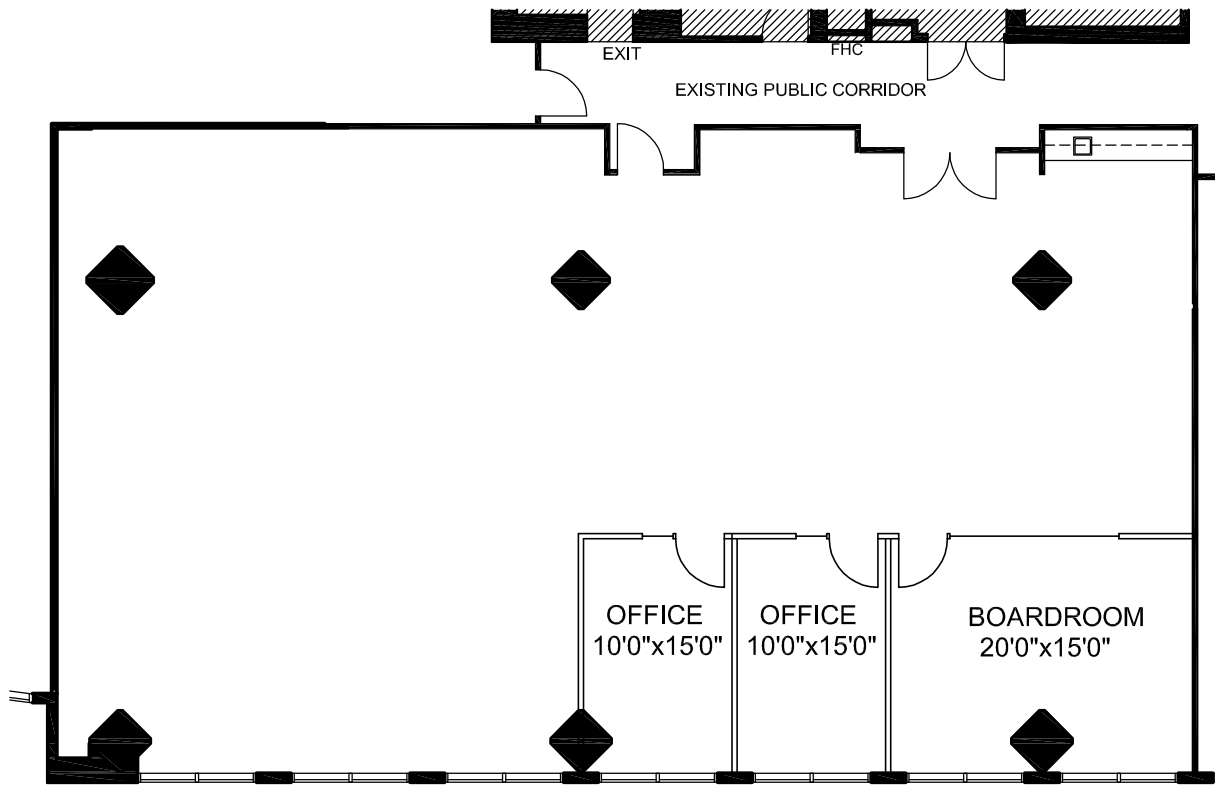 EXIT
FHC
EXISTING PUBLIC CORRIDOR
OFFICE
10'0"x15'0"
OFFICE
10'0"x15'0"
BOARDROOM
20'0"x15'0"